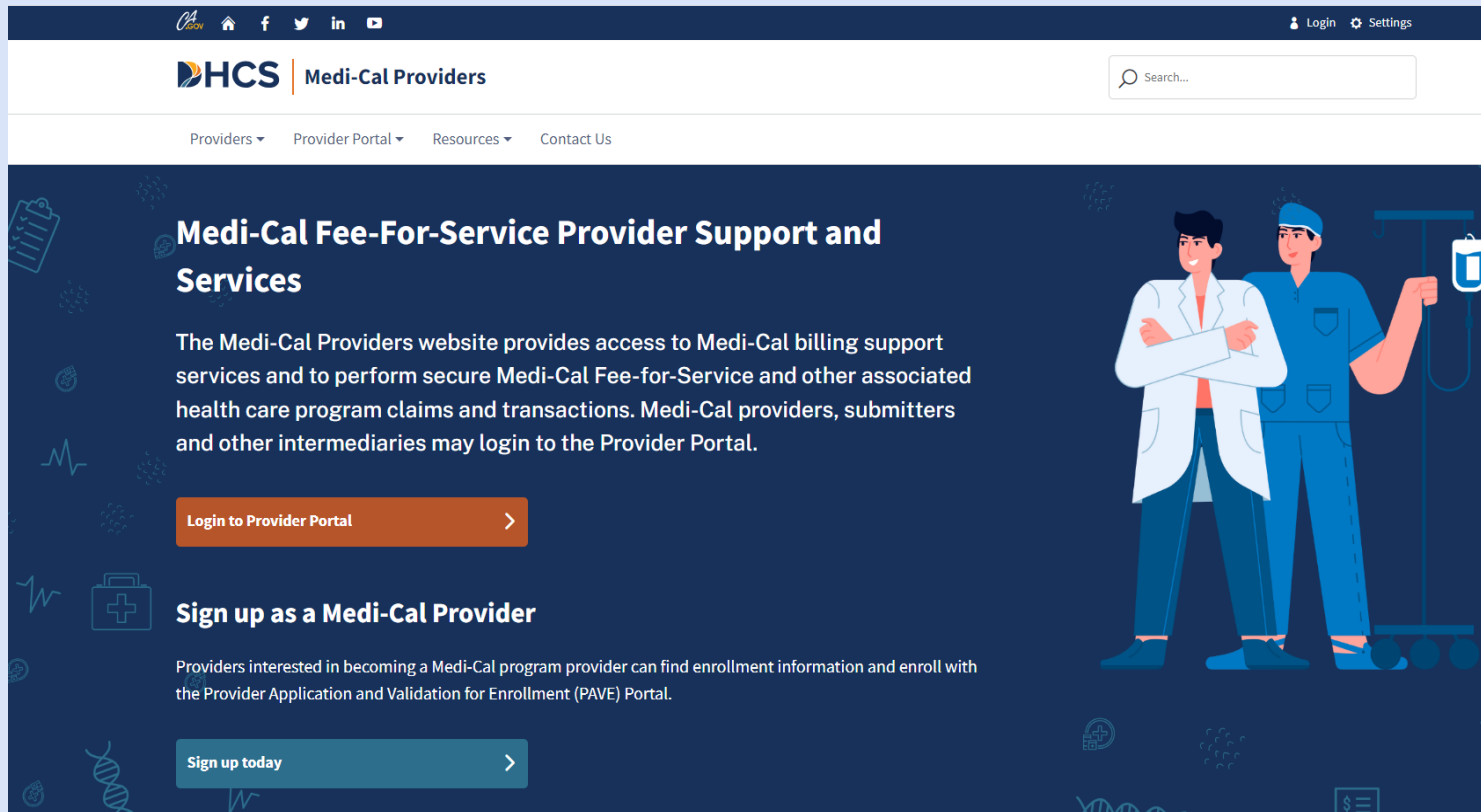 CA.GOV
Login Settings
DHCS Medi-Cal Providers
Search...
Providers Provider Portal Resources Contact Us
Medi-Cal Fee-For-Service Provider Support and
Services
The Medi-Cal Providers website provides access to Medi-Cal billing support
services and to perform secure Medi-Cal Fee-for-Service and other associated
health care program claims and transactions. Medi-Cal providers, submitters
and other intermediaries may login to the Provider Portal.
Login to Provider Portal
Sign up as a Medi-Cal Provider
Providers interested in becoming a Medi-Cal program provider can find enrollment information and enroll with
the Provider Application and Validation for Enrollment (PAVE) Portal.
Sign up today